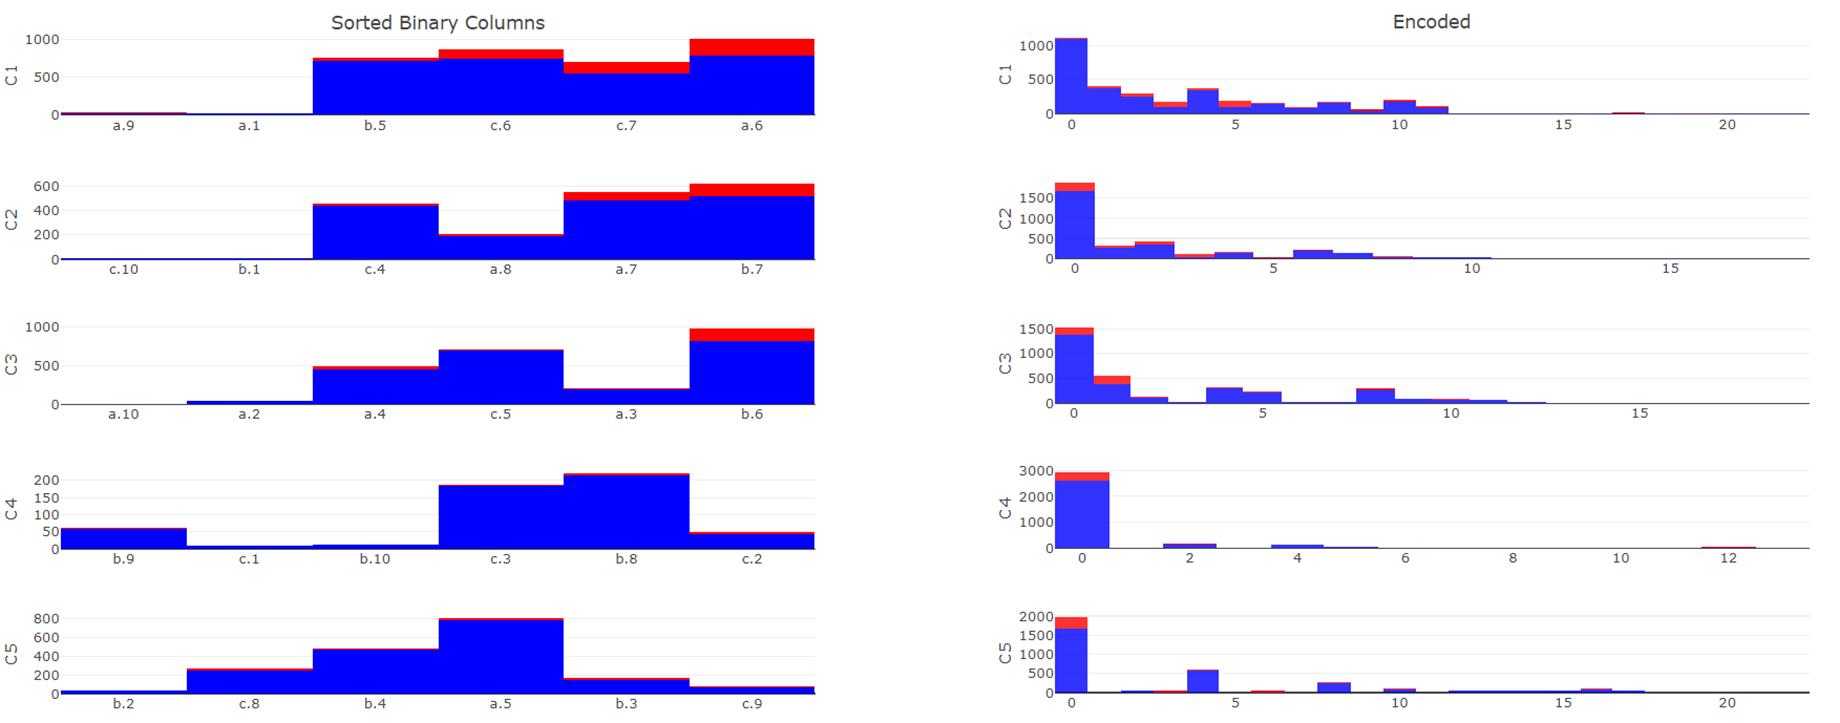 Sorted Binary Columns
C1
1000
500
0
a.9 a.1 b.5 c.6 c.7 a.6
C2
600
400
200
0
c.10 b.1 c.4 a.8 a.7 b.7
C3
1000
500
0
a.10 a.2 a.4 c.5 a.3 b.6
C4
200
150
100
50
0
b.9 c.1 b.10 c.3 b.8 c.2
C5
800
600
400
200
0
b.2 c.8 b.4 a.5 b.3 c.9
Encoded
C1
1000
500
0
0 5 10 15 20
C2
1500
1000
500
0
0 5 10 15
C3
1500
1000
500
0
0 5 10 15
C4
3000
2000
1000
0
0 2 4 6 8 10 12
C5
2000
1500
1000
500
0
0 5 10 15 20